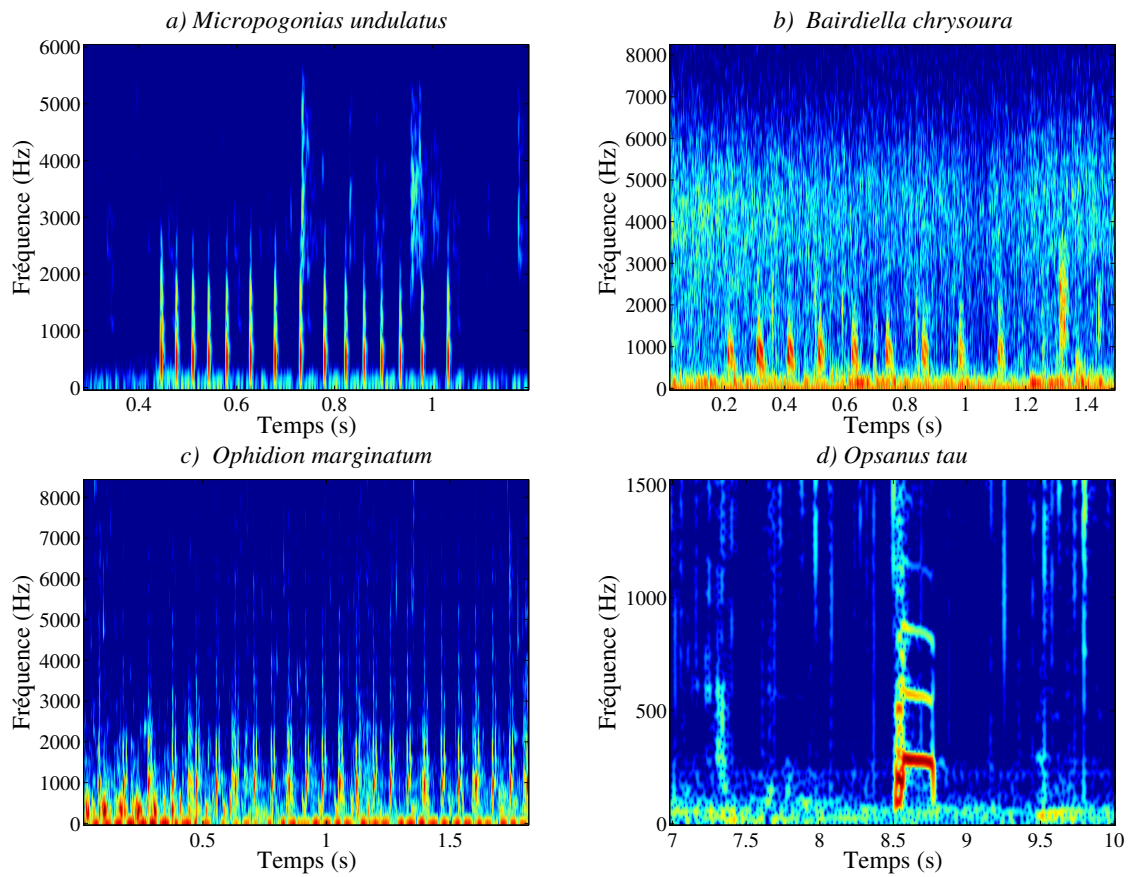 a) Micropogonias undulatus
6000
5000
4000
3000
2000
1000
0
Fréquence (Hz)
0.4 0.6 0.8 1
Temps (s)
b) Bairdiella chrysoura
8000
7000
6000
5000
4000
3000
2000
1000
0
Fréquence (Hz)
0.2 0.4 0.6 0.8 1 1.2 1.4
Temps (s)
c) Ophidion marginatum
8000
7000
6000
5000
4000
3000
2000
1000
0
Fréquence (Hz)
0.5 1 1.5
Temps (s)
d) Opsanus tau
1500
1000
500
0
Fréquence (Hz)
7 7.5 8 8.5 9 9.5 10
Temps (s)